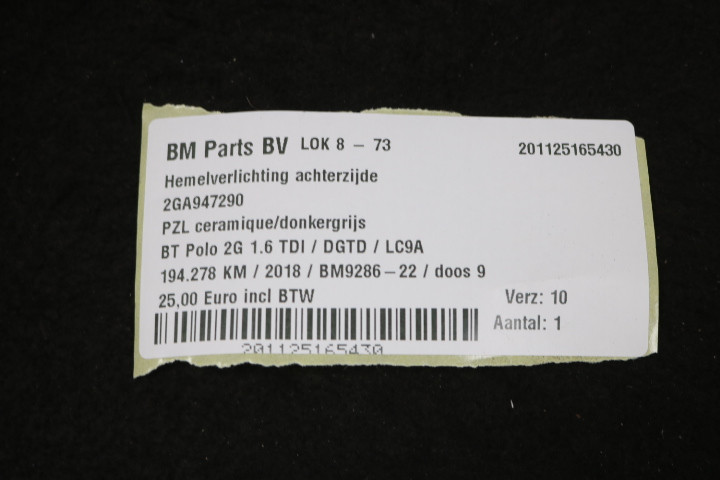 BM Parts BV LOK 8 - 73 201125165430
Hemelverlichting achterzijde
2GA947290
PZL ceramique/donkergrijs
BT Polo 2G 1.6 TDI / DGTD / LC9A
194.278 KM / 2018 / BM9286-22 / doos 9
25,00 Euro incl BTW Verz: 10
Aantal: 1
201125165430